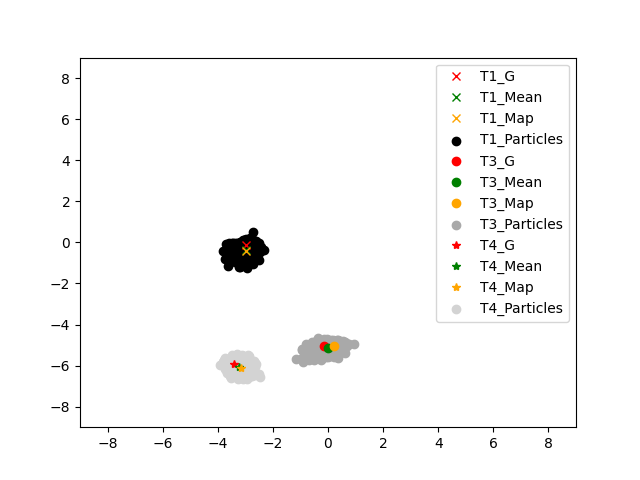 8
6
4
2
0
−2
−4
−6
−8
−8
−6
−4
−2
0
2
4
6
8
T1_G
T1_Mean
T1_Map
T1_Particles
T3_G
T3_Mean
T3_Map
T3_Particles
T4_G
T4_Mean
T4_Map
T4_Particles